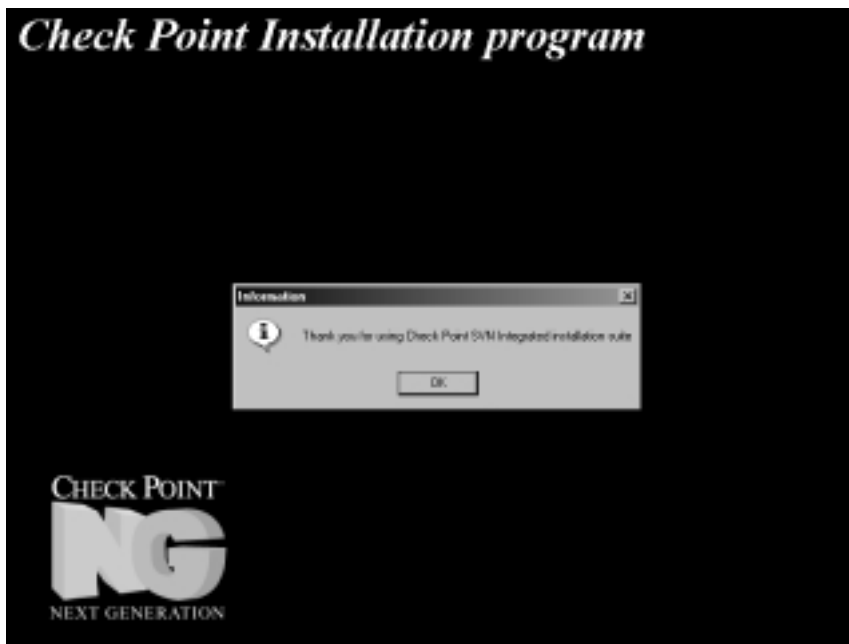 Check Point Installation program
Information
Thank you for using Check Point SVN Integrated installation suite
OK
CHECK POINT™
NG
NEXT GENERATION